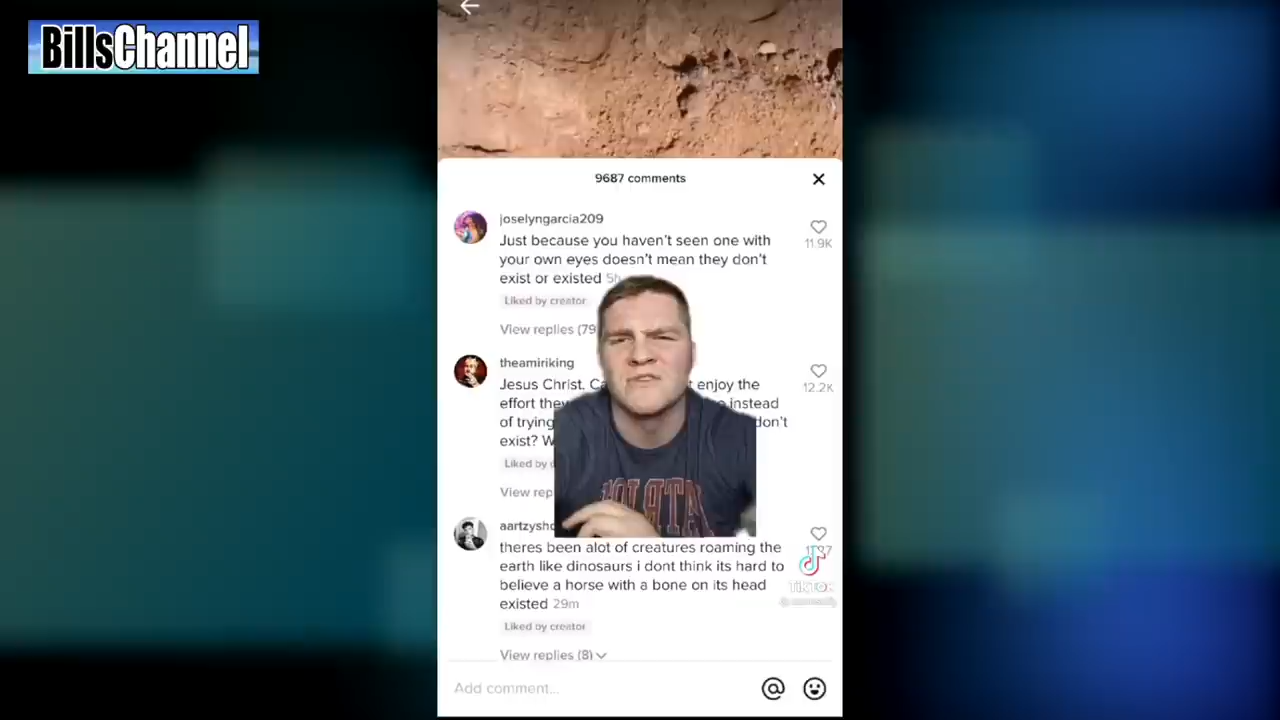 BillsChannel
9687 comments
joselyngarcia209
11.9K
Just because you haven't seen one with
your own eyes doesn't mean they don't
exist or existed
Liked by creator
View replies (79
theamiriking
12.2K
Jesus Christ. enjoy the
effort they instead
of trying don't
exist?
Liked by
View
theres been alot of creatures roaming the
earth like dinosaurs i dont think its hard to
believe a horse with a bone on its head
existed 29m
TikTok
Liked by creator
View replies (8)
Add comment...
@